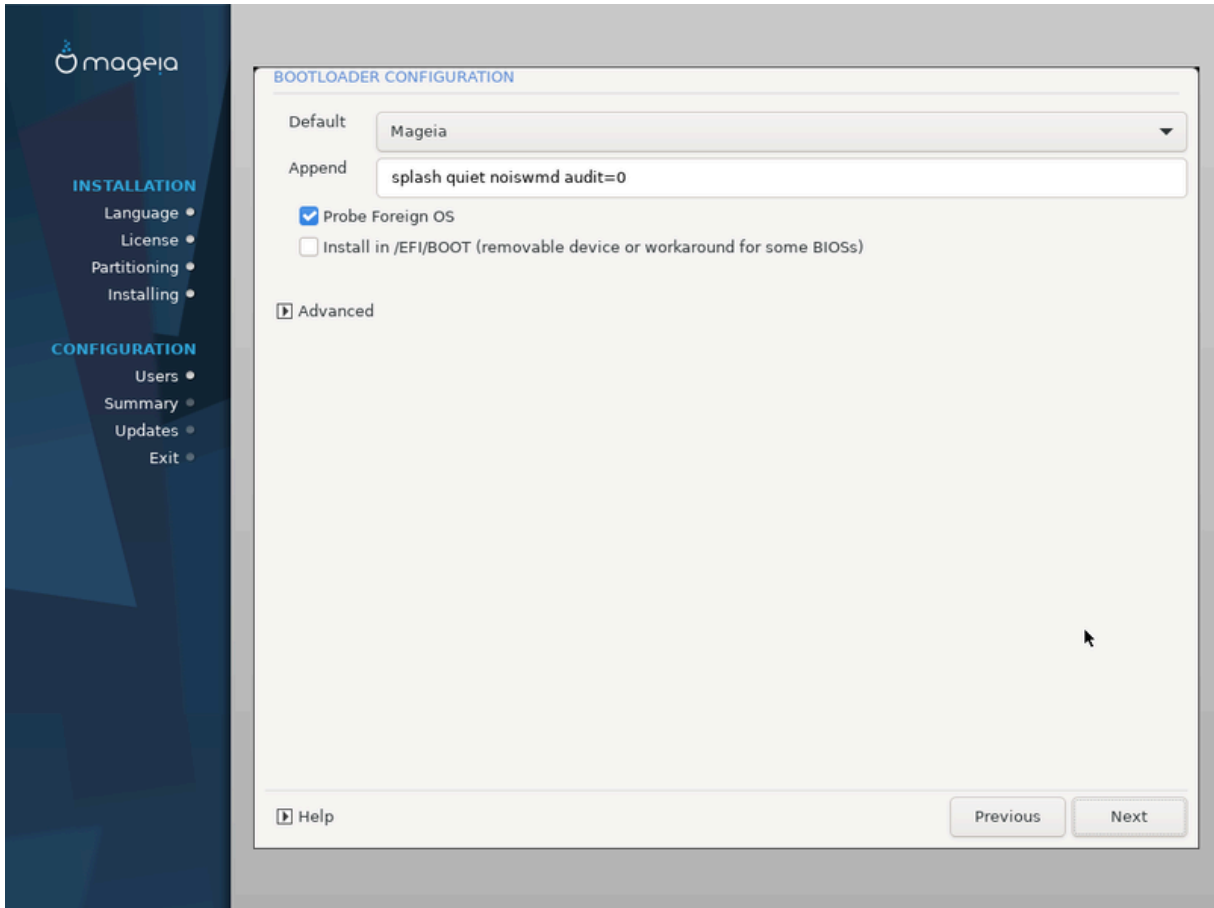 mageia
INSTALLATION
Language
License
Partitioning
Installing
CONFIGURATION
Users
Summary
Updates
Exit
BOOTLOADER CONFIGURATION
Default Mageia
Append splash quiet noiswmd audit=0
Probe Foreign OS
Install in /EFI/BOOT (removable device or workaround for some BIOSs)
Advanced
Help Previous Next